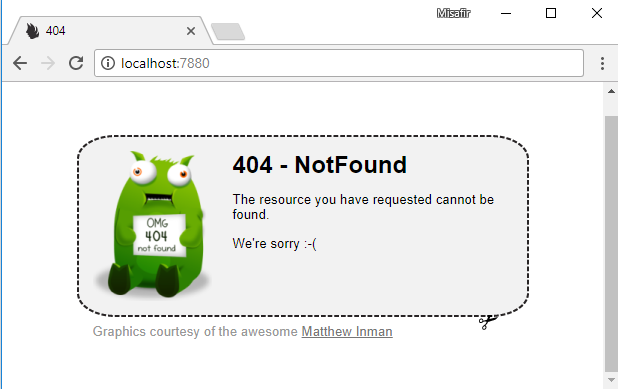 Misafir
404
localhost:7880
404 - NotFound
The resource you have requested cannot be
found.
We're sorry :-(
OMG
404
not found
Graphics courtesy of the awesome Matthew Inman